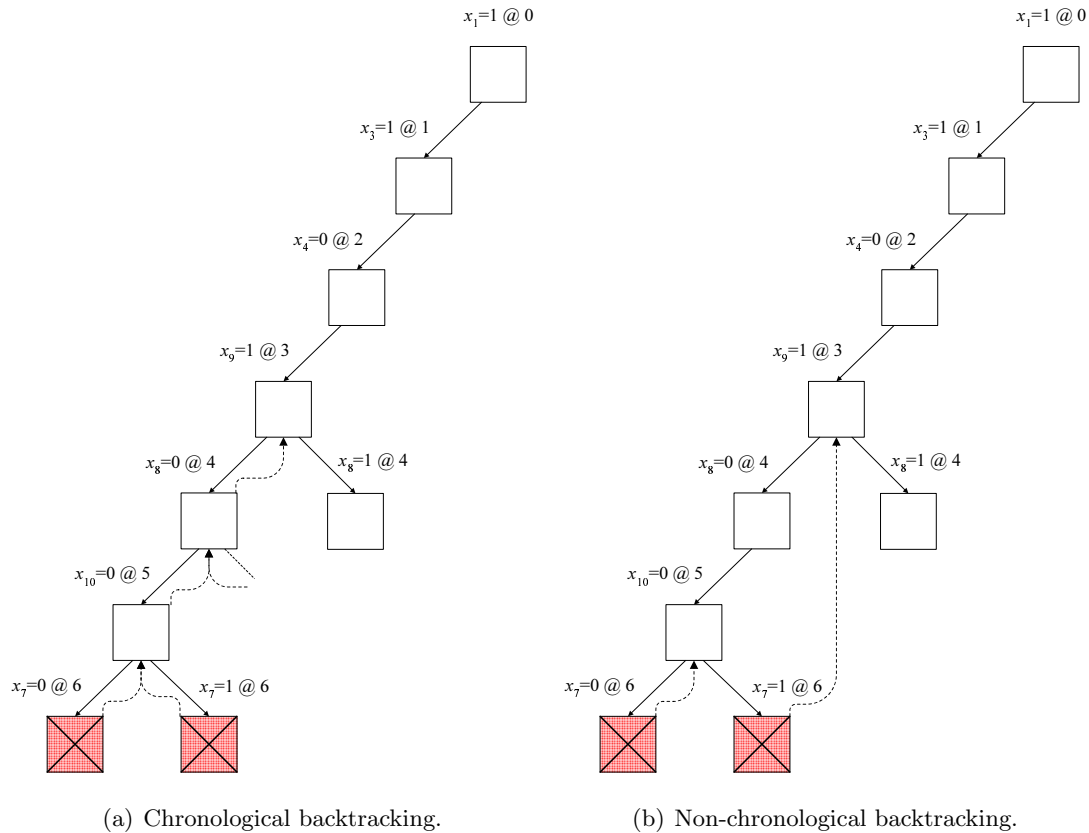 x₁=1 @ 0
x₃=1 @ 1
x₄=0 @ 2
x₉=1 @ 3
x₈=0 @ 4
x₈=1 @ 4
x₁₀=0 @ 5
x₇=0 @ 6
x₇=1 @ 6
(a) Chronological backtracking.
x₁=1 @ 0
x₃=1 @ 1
x₄=0 @ 2
x₉=1 @ 3
x₈=0 @ 4
x₈=1 @ 4
x₁₀=0 @ 5
x₇=0 @ 6
x₇=1 @ 6
(b) Non-chronological backtracking.